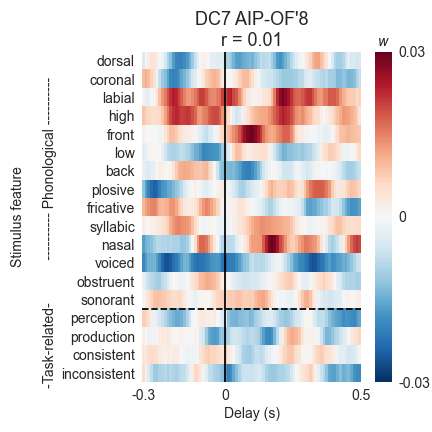 DC7 AIP-OF'8
r = 0.01
w
dorsal
coronal
labial
high
front
low
back
plosive
fricative
syllabic
nasal
voiced
obstruent
sonorant
perception
production
consistent
inconsistent
Stimulus feature
-Task-related- ---------- Phonological ----------
-0.3
0
0.5
Delay (s)
0.03
0
-0.03